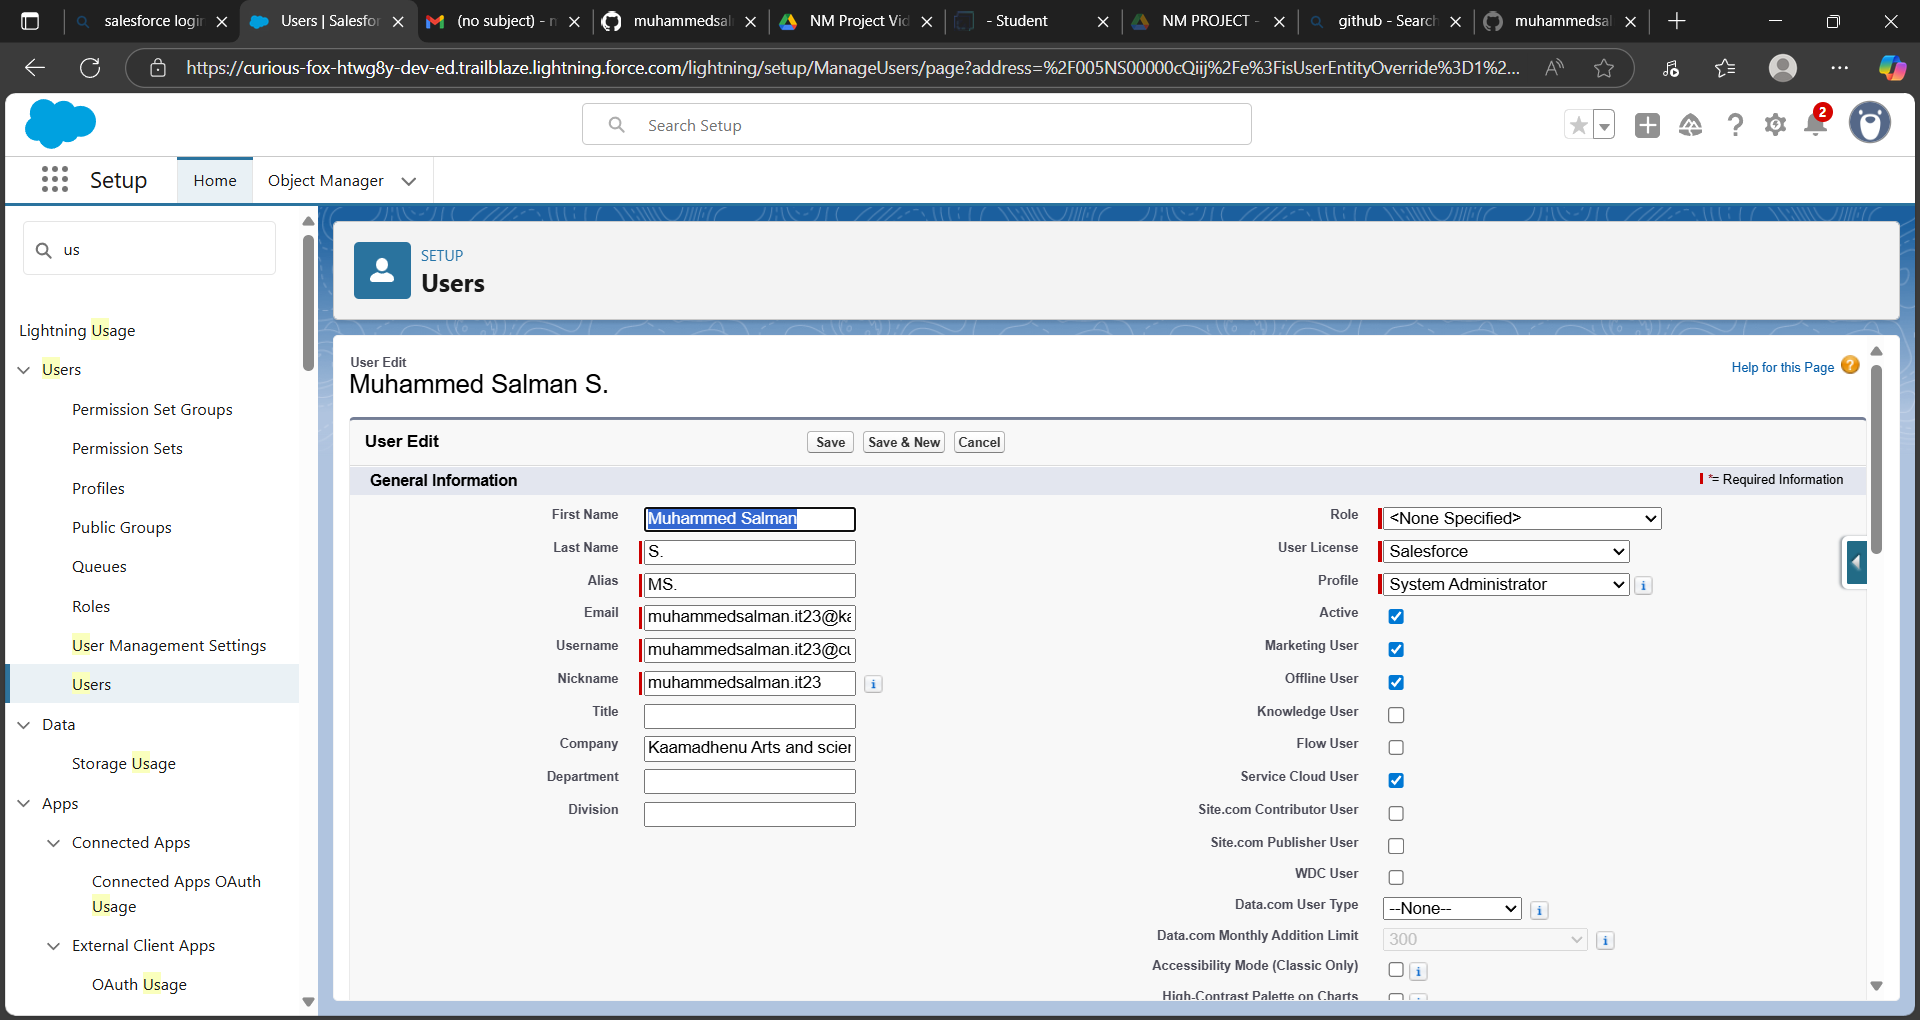 salesforce login
Users | Salesfor
(no subject) - n
muhammedsal
NM Project Vid
- Student
NM PROJECT -
github - Search
muhammedsal
https://curious-fox-htwg8y-dev-ed.trailblaze.lightning.force.com/lightning/setup/ManageUsers/page?address=%2F005NS00000cQiij%2Fe%3FisUserEntityOverride%3D1%2...
Search Setup
2
Setup
Home
Object Manager
us
Lightning Usage
Users
Permission Set Groups
Permission Sets
Profiles
Public Groups
Queues
Roles
User Management Settings
Users
Data
Storage Usage
Apps
Connected Apps
Connected Apps OAuth
Usage
External Client Apps
OAuth Usage
SETUP
Users
User Edit
Muhammed Salman S.
Help for this Page
User Edit
Save
Save & New
Cancel
General Information
*= Required Information
First Name Muhammed Salman
Last Name S.
Alias MS.
Email muhammedsalman.it23@ka
Username muhammedsalman.it23@cu
Nickname muhammedsalman.it23
Title
Company Kaamadhenu Arts and scien
Department
Division
Role <None Specified>
User License Salesforce
Profile System Administrator
Active
Marketing User
Offline User
Knowledge User
Flow User
Service Cloud User
Site.com Contributor User
Site.com Publisher User
WDC User
Data.com User Type --None--
Data.com Monthly Addition Limit 300
Accessibility Mode (Classic Only)
High-Contrast Palette on Charts